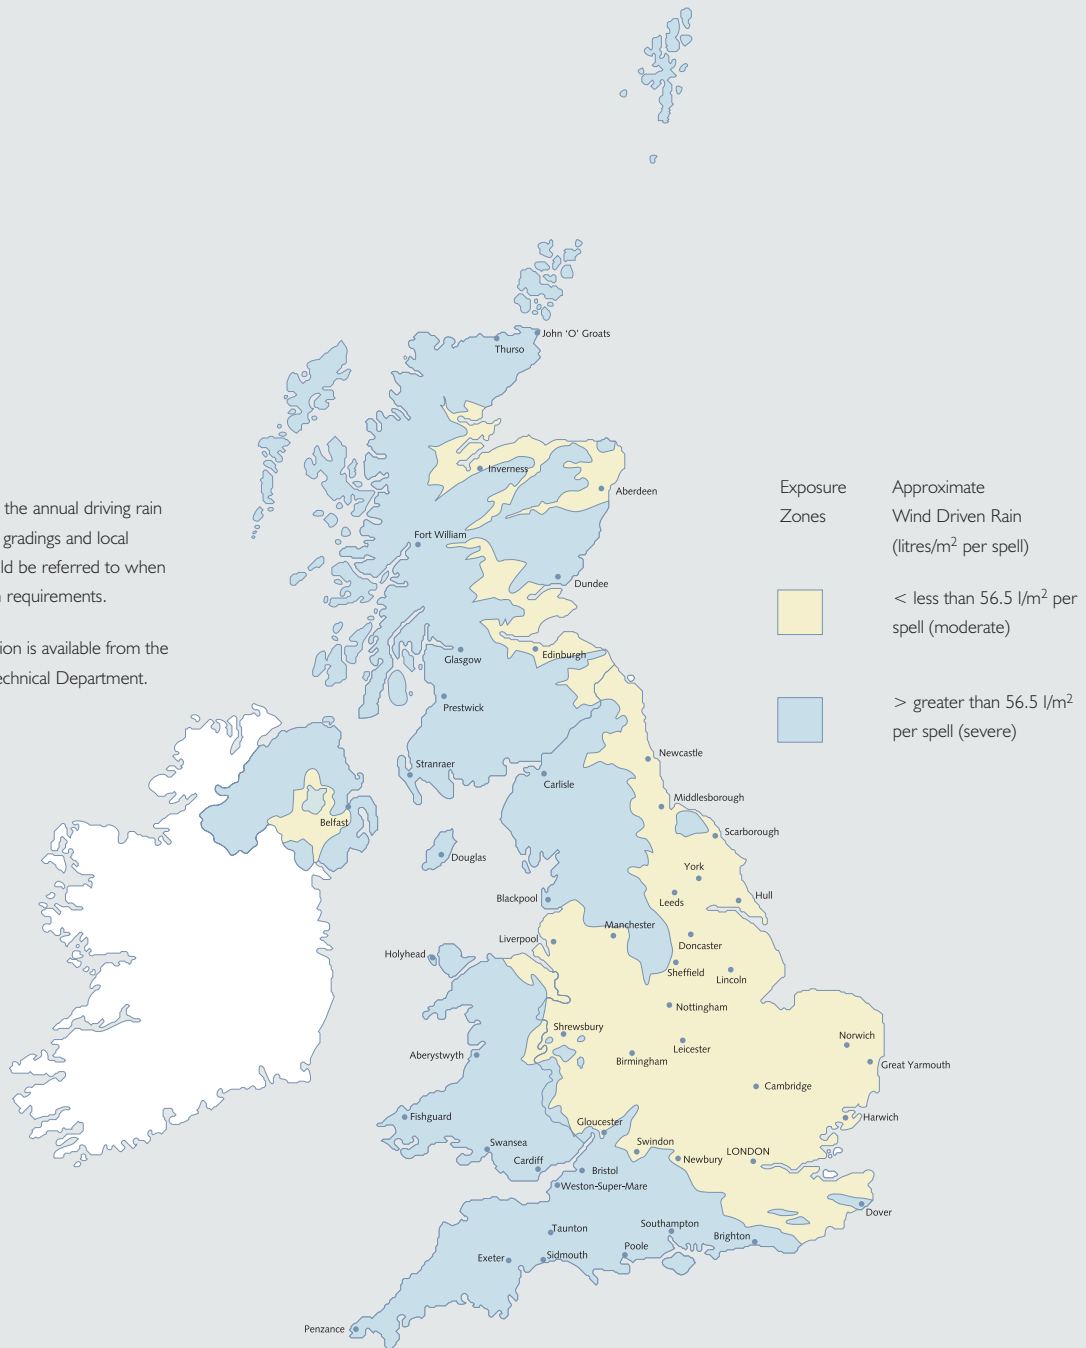 John 'O' Groats
Thurso
Inverness
Aberdeen
Exposure
Zones
Approximate
Wind Driven Rain
(litres/m² per spell)
< less than 56.5 l/m² per
spell (moderate)
> greater than 56.5 l/m²
per spell (severe)
the annual driving rain
gradings and local
ld be referred to when
requirements.
tion is available from the
echnical Department.
Fort William
Dundee
Glasgow
Edinburgh
Prestwick
Stranraer
Carlisle
Newcastle
Middlesborough
Scarborough
Belfast
Douglas
York
Leeds
Hull
Blackpool
Manchester
Liverpool
Doncaster
Holyhead
Sheffield
Lincoln
Nottingham
Shrewsbury
Leicester
Birmingham
Norwich
Great Yarmouth
Aberystwyth
Cambridge
Fishguard
Harwich
Gloucester
Swansea
Swindon
Cardiff
Newbury
LONDON
Bristol
Weston-Super-Mare
Dover
Taunton
Southampton
Brighton
Poole
Exeter
Sidmouth
Penzance